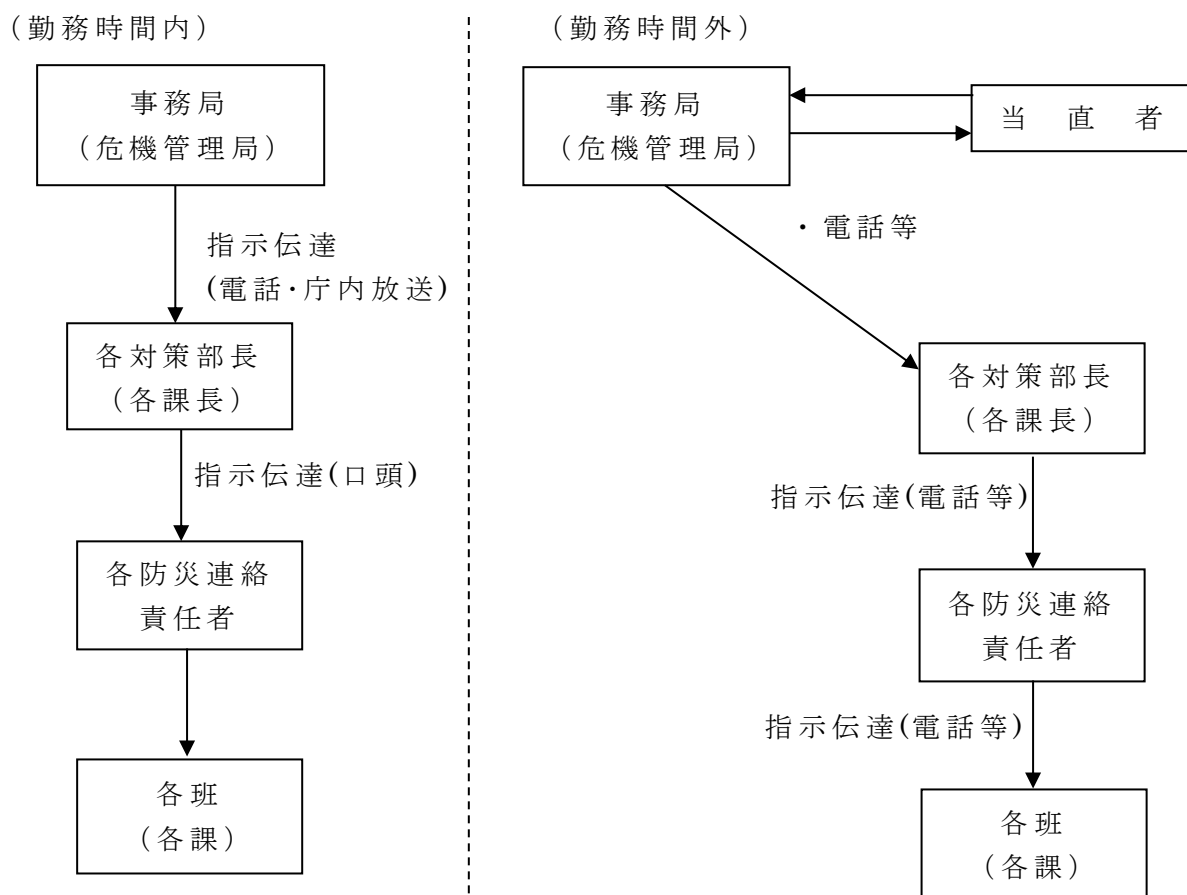 （勤務時間内）
事務局
（危機管理局）
指示伝達
(電話・庁内放送)
各対策部長
（各課長）
指示伝達(口頭)
各防災連絡
責任者
各班
（各課）
（勤務時間外）
事務局
（危機管理局）
当　直　者
・電話等
各対策部長
（各課長）
指示伝達(電話等)
各防災連絡
責任者
指示伝達(電話等)
各班
（各課）